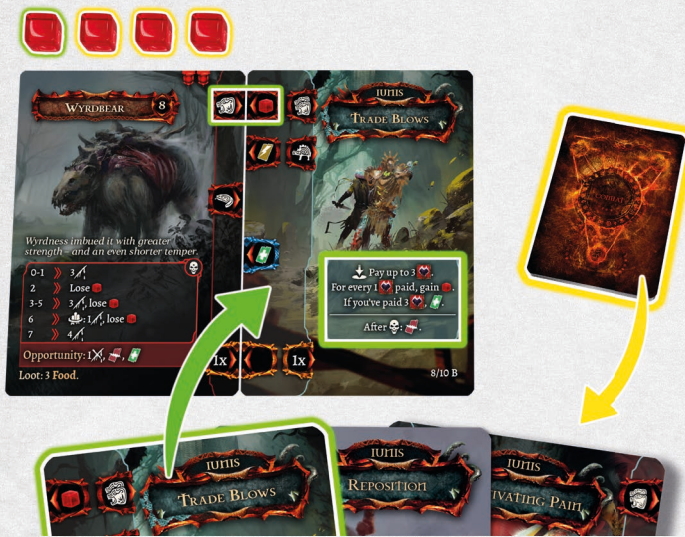 WYRDBEAR 8
Wyrdness imbued it with greater
strength – and an even shorter temper.
0-1 3
2 Lose
3-5 3, lose
6 : 1, lose
7 4
Opportunity: 1, ,
Loot: 3 Food.
1x
IUNIS
TRADE BLOWS
Pay up to 3 .
For every 1 paid, gain .
If you've paid 3 , .
After : .
1x
8/10 B
COMBAT
IUNIS
TRADE BLOWS
IUNIS
REPOSITION
IUNIS
IVATING PAIN